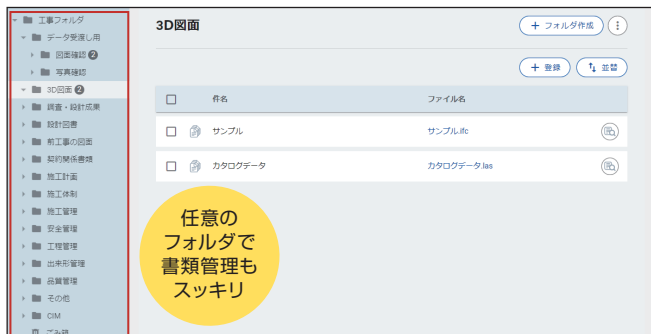 工事フォルダ
データ受渡し用
図面確認 2
写真確認
3D図面 2
調査・設計成果
設計図書
前工事の図面
契約関係書類
施工計画
施工体制
施工管理
安全管理
工程管理
出来形管理
品質管理
その他
CIM
ごみ箱
3D図面
+ フォルダ作成
+ 登録
並替
件名 ファイル名
サンプル サンプル.ifc
カタログデータ カタログデータ.las
任意の
フォルダで
書類管理も
スッキリ